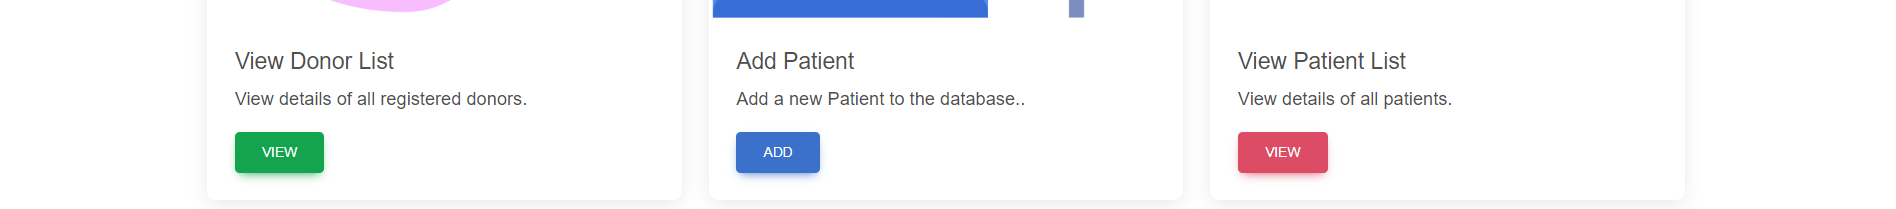 View Donor List
View details of all registered donors.
VIEW
Add Patient
Add a new Patient to the database..
ADD
View Patient List
View details of all patients.
VIEW